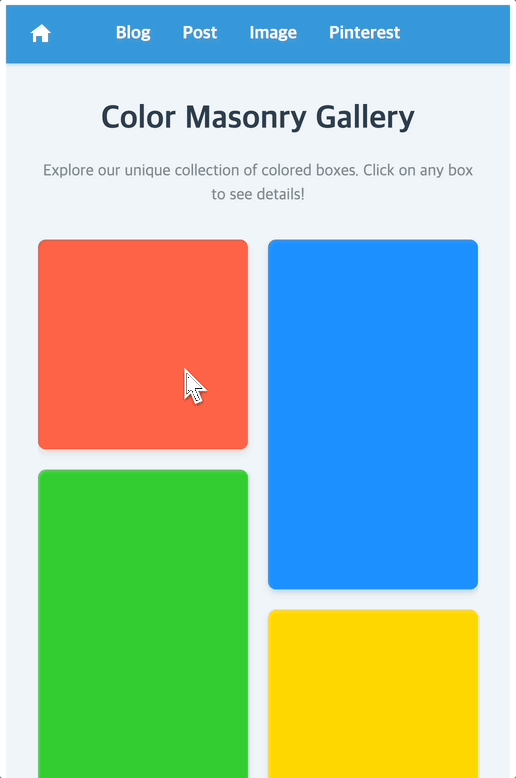 Blog Post Image Pinterest
Color Masonry Gallery
Explore our unique collection of colored boxes. Click on any box
to see details!